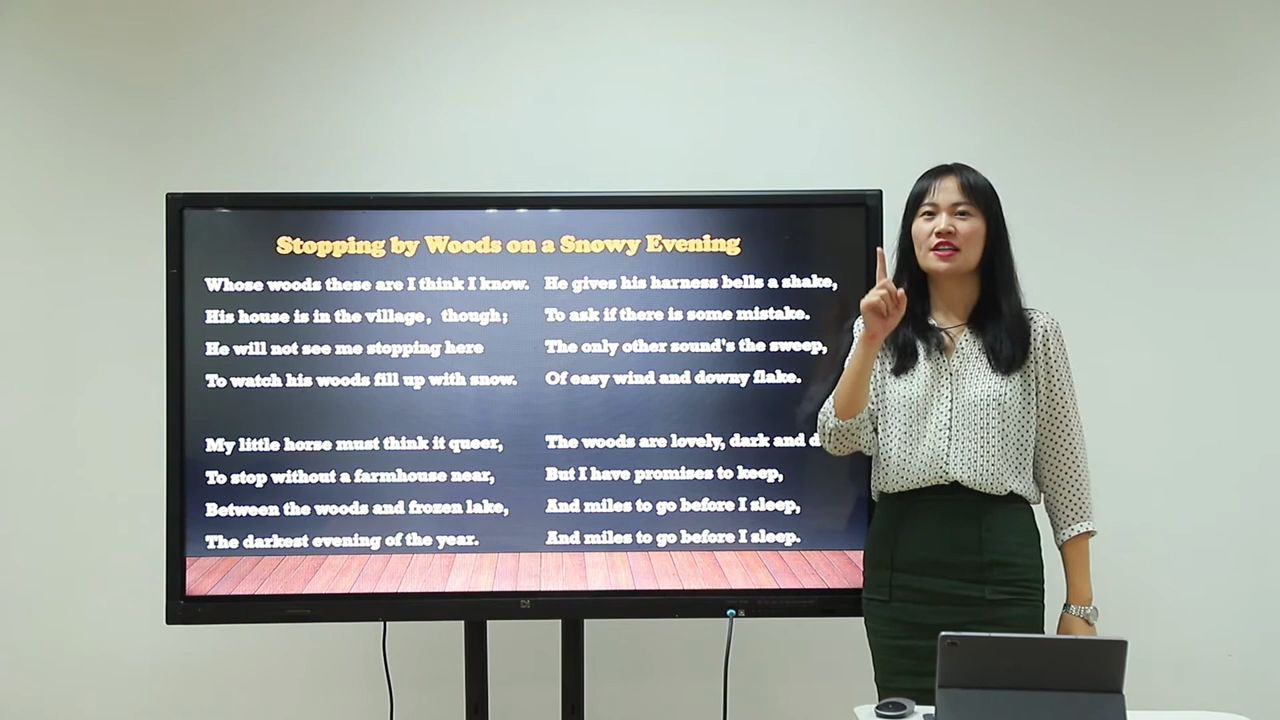 Stopping by Woods on a Snowy Evening
Whose woods these are I think I know.
His house is in the village，though；
He will not see me stopping here
To watch his woods fill up with snow.
My little horse must think it queer,
To stop without a farmhouse near,
Between the woods and frozen lake,
The darkest evening of the year.
He gives his harness bells a shake,
To ask if there is some mistake.
The only other sound's the sweep,
Of easy wind and downy flake.
The woods are lovely, dark and
But I have promises to keep,
And miles to go before I sleep,
And miles to go before I sleep.